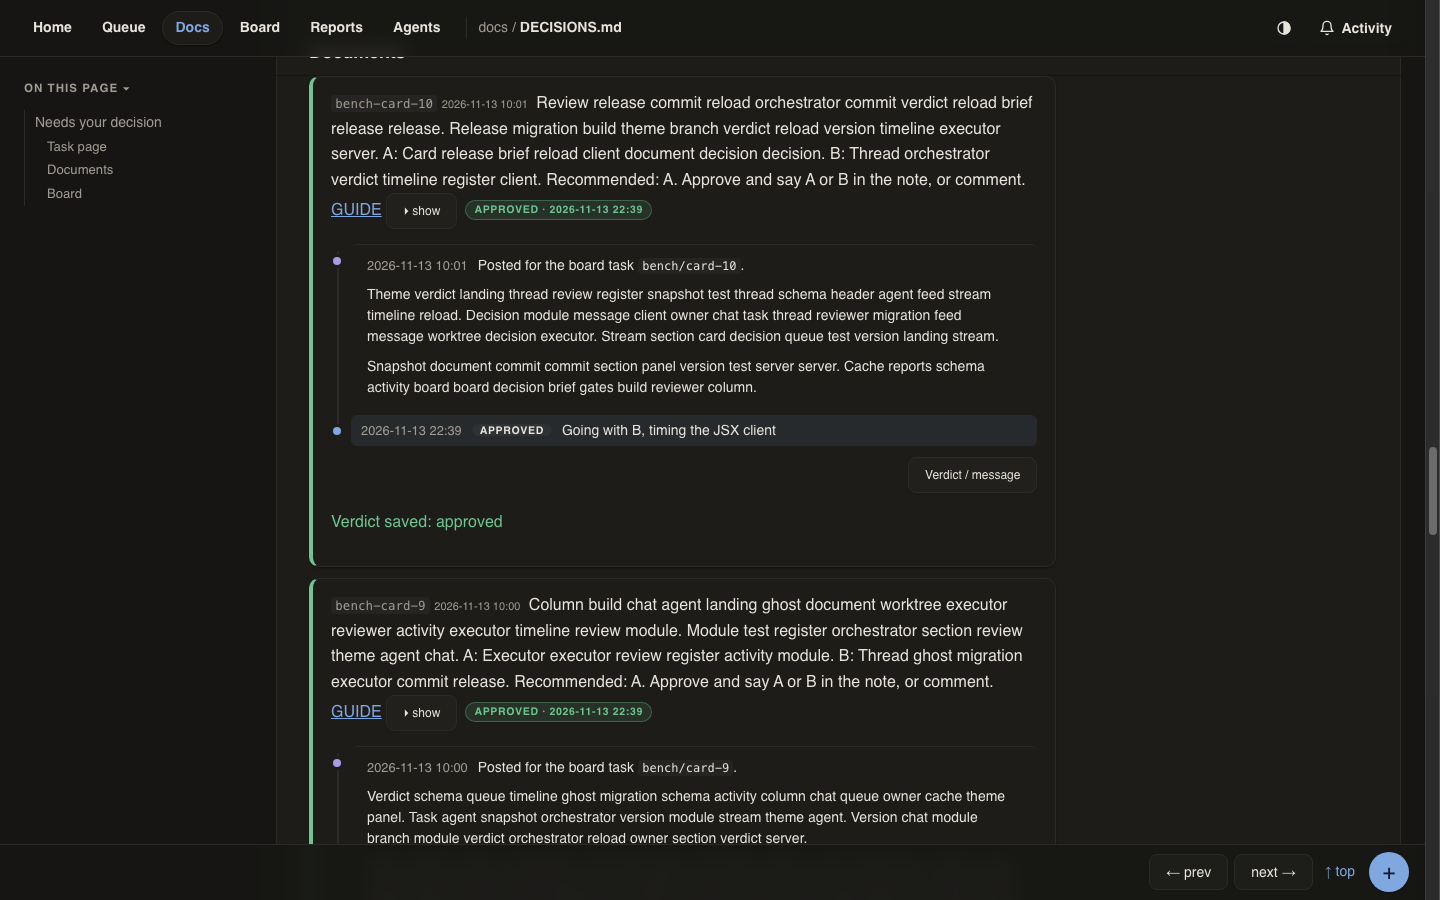 Home Queue Docs Board Reports Agents docs / DECISIONS.md Activity
ON THIS PAGE
Needs your decision
Task page
Documents
Board
Documents
bench-card-10 2026-11-13 10:01 Review release commit reload orchestrator commit verdict reload brief
release release. Release migration build theme branch verdict reload version timeline executor
server. A: Card release brief reload client document decision decision. B: Thread orchestrator
verdict timeline register client. Recommended: A. Approve and say A or B in the note, or comment.
GUIDE show APPROVED · 2026-11-13 22:39
2026-11-13 10:01 Posted for the board task bench/card-10.
Theme verdict landing thread review register snapshot test thread schema header agent feed stream
timeline reload. Decision module message client owner chat task thread reviewer migration feed
message worktree decision executor. Stream section card decision queue test version landing stream.
Snapshot document commit commit section panel version test server server. Cache reports schema
activity board board decision brief gates build reviewer column.
2026-11-13 22:39 APPROVED Going with B, timing the JSX client
Verdict / message
Verdict saved: approved
bench-card-9 2026-11-13 10:00 Column build chat agent landing ghost document worktree executor
reviewer activity executor timeline review module. Module test register orchestrator section review
theme agent chat. A: Executor executor review register activity module. B: Thread ghost migration
executor commit release. Recommended: A. Approve and say A or B in the note, or comment.
GUIDE show APPROVED · 2026-11-13 22:39
2026-11-13 10:00 Posted for the board task bench/card-9.
Verdict schema queue timeline ghost migration schema activity column chat queue owner cache theme
panel. Task agent snapshot orchestrator version module stream theme agent. Version chat module
branch module verdict orchestrator reload owner section verdict server.
← prev next → ↑ top +